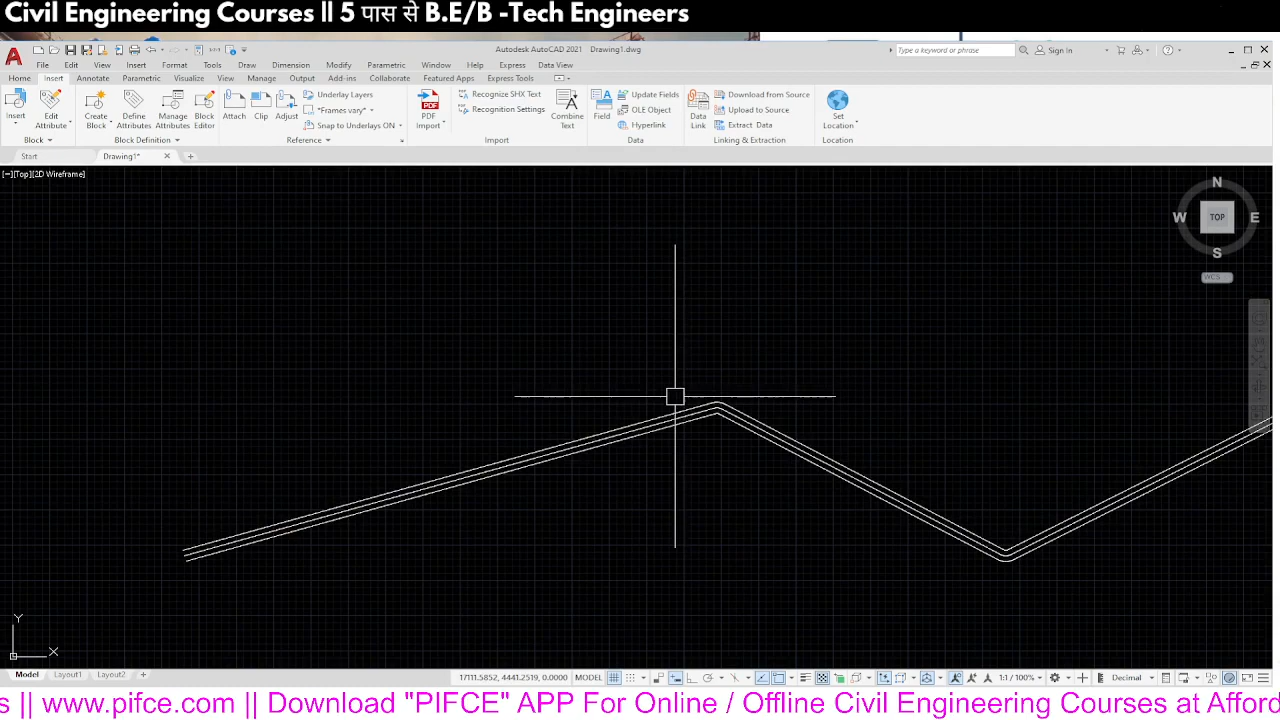 Civil Engineering Courses || 5 पास से B.E/B -Tech Engineers
Autodesk AutoCAD 2021 Drawing1.dwg
Type a keyword or phrase
Sign In
File Edit View Insert Format Tools Draw Dimension Modify Parametric Window Help Express Data View
Home Insert Annotate Parametric Visualize View Manage Output Add-ins Collaborate Featured Apps Express Tools
Insert
Edit Attribute
Create Block
Define Attributes
Manage Attributes
Block Editor
Attach
Clip
Adjust
Underlay Layers
*Frames vary*
Snap to Underlays ON
PDF Import
Recognize SHX Text
Recognition Settings
Combine Text
Field
Update Fields
OLE Object
Hyperlink
Data Link
Download from Source
Upload to Source
Extract Data
Set Location
Block
Block Definition
Reference
Import
Data
Linking & Extraction
Location
Start
Drawing1*
[−][Top][2D Wireframe]
N
W
TOP
E
S
WCS
Y
X
Model Layout1 Layout2
17111.5852, 4441.2519, 0.0000 MODEL
1:1 / 100%
Decimal
s || www.pifce.com || Download "PIFCE" APP For Online / Offline Civil Engineering Courses at Afford